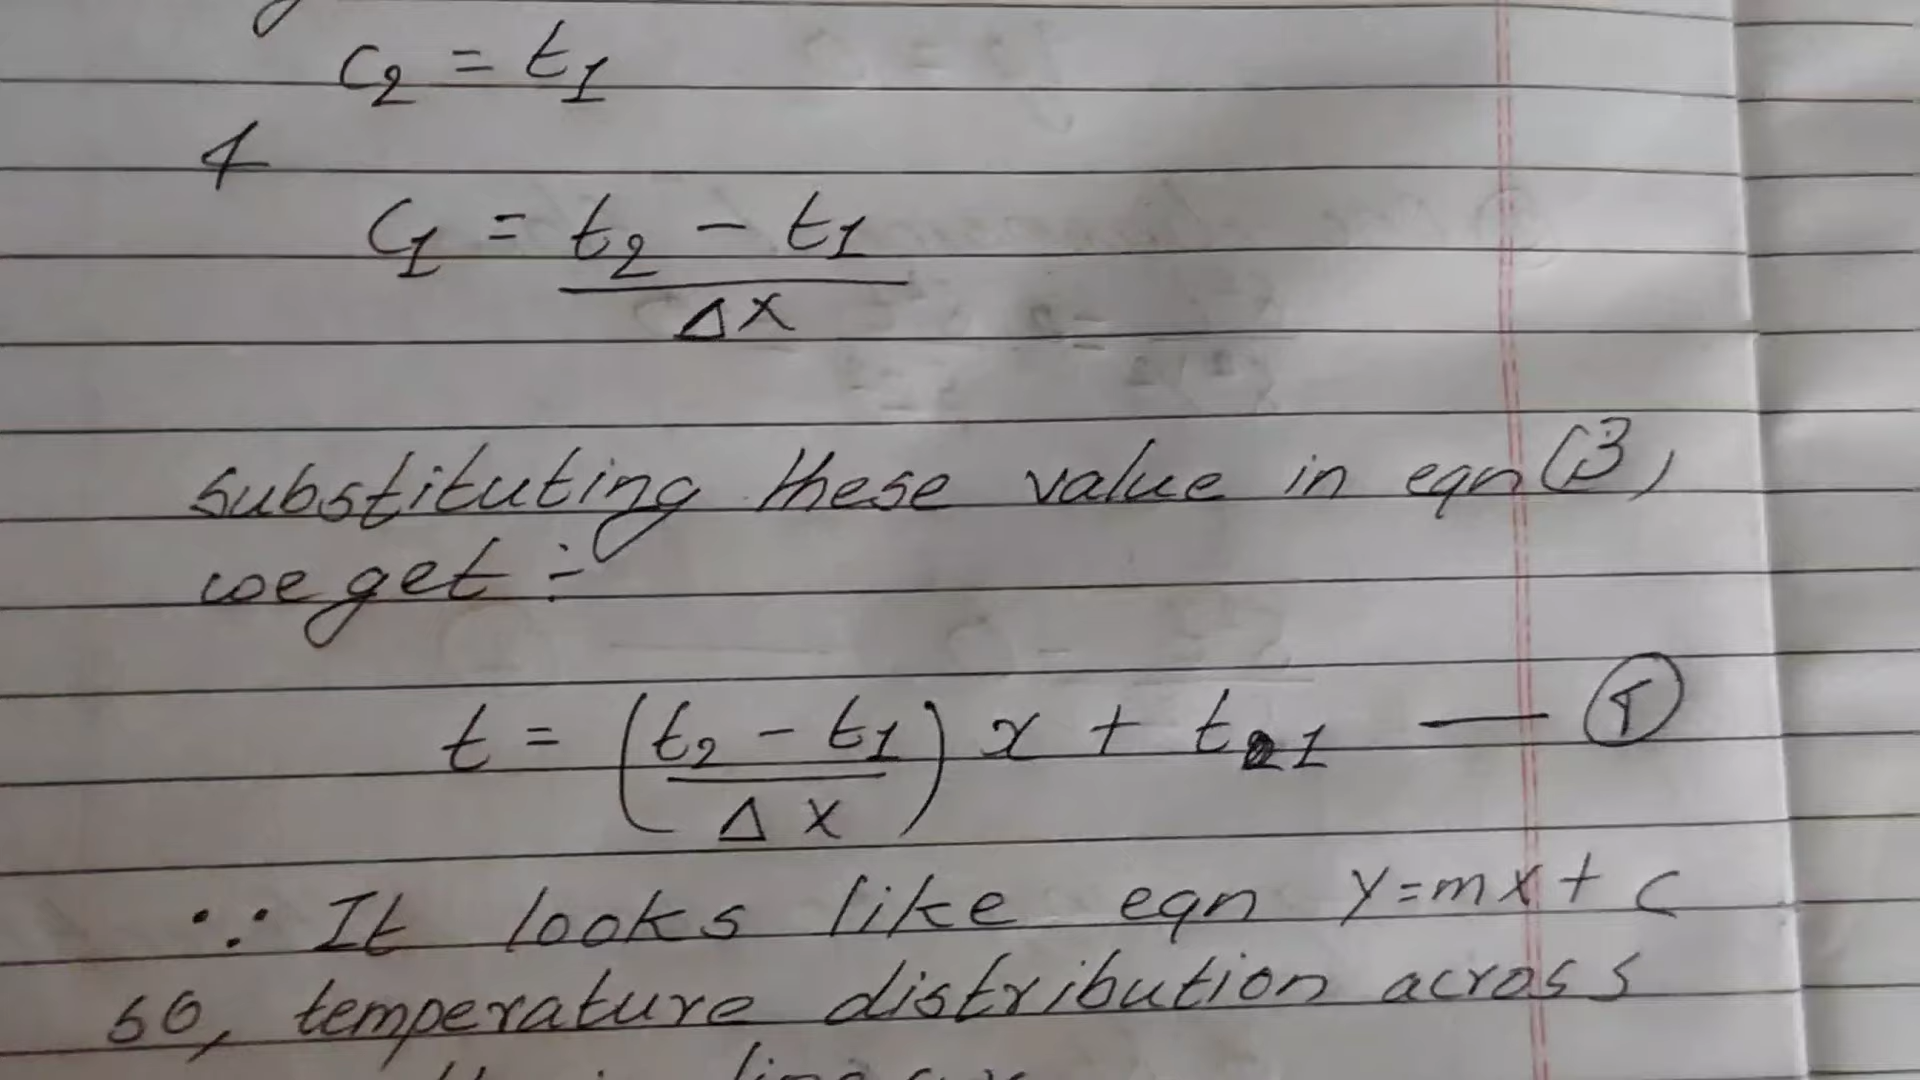 C₂ = t₁
&
C₁ = (t₂ - t₁) / Δx
substituting these value in eqn (3)
we get :-
t = ((t₂ - t₁) / Δx) x + t₁ —
∵ It looks like eqn y=mx+c
so, temperature distribution across
linear